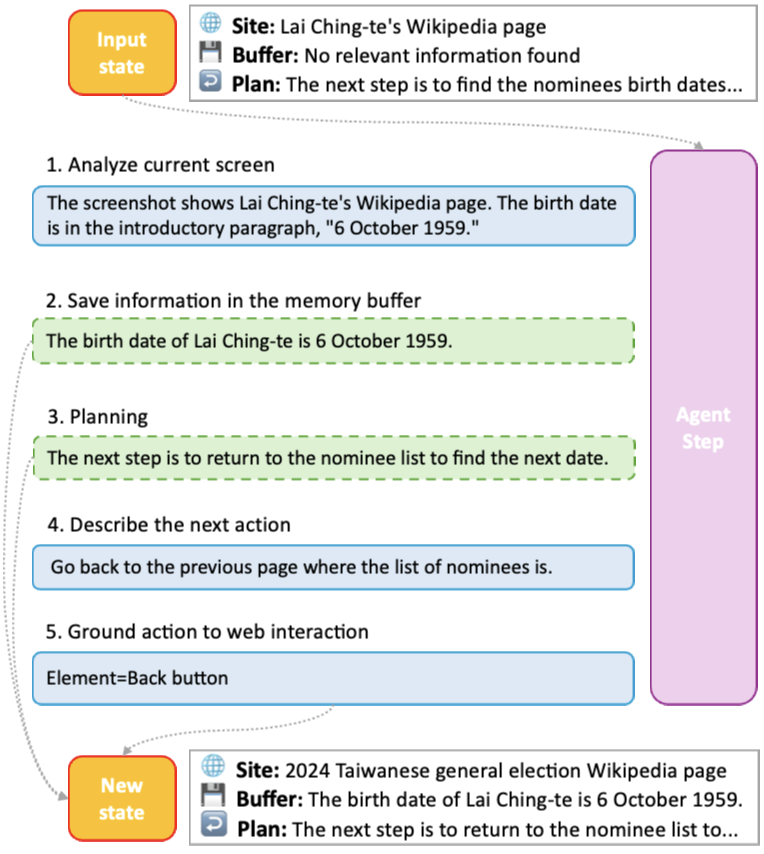 Input
state
Site: Lai Ching-te's Wikipedia page
Buffer: No relevant information found
Plan: The next step is to find the nominees birth dates...
1. Analyze current screen
The screenshot shows Lai Ching-te's Wikipedia page. The birth date
is in the introductory paragraph, "6 October 1959."
2. Save information in the memory buffer
The birth date of Lai Ching-te is 6 October 1959.
3. Planning
The next step is to return to the nominee list to find the next date.
4. Describe the next action
Go back to the previous page where the list of nominees is.
5. Ground action to web interaction
Element=Back button
Agent
Step
New
state
Site: 2024 Taiwanese general election Wikipedia page
Buffer: The birth date of Lai Ching-te is 6 October 1959.
Plan: The next step is to return to the nominee list to...